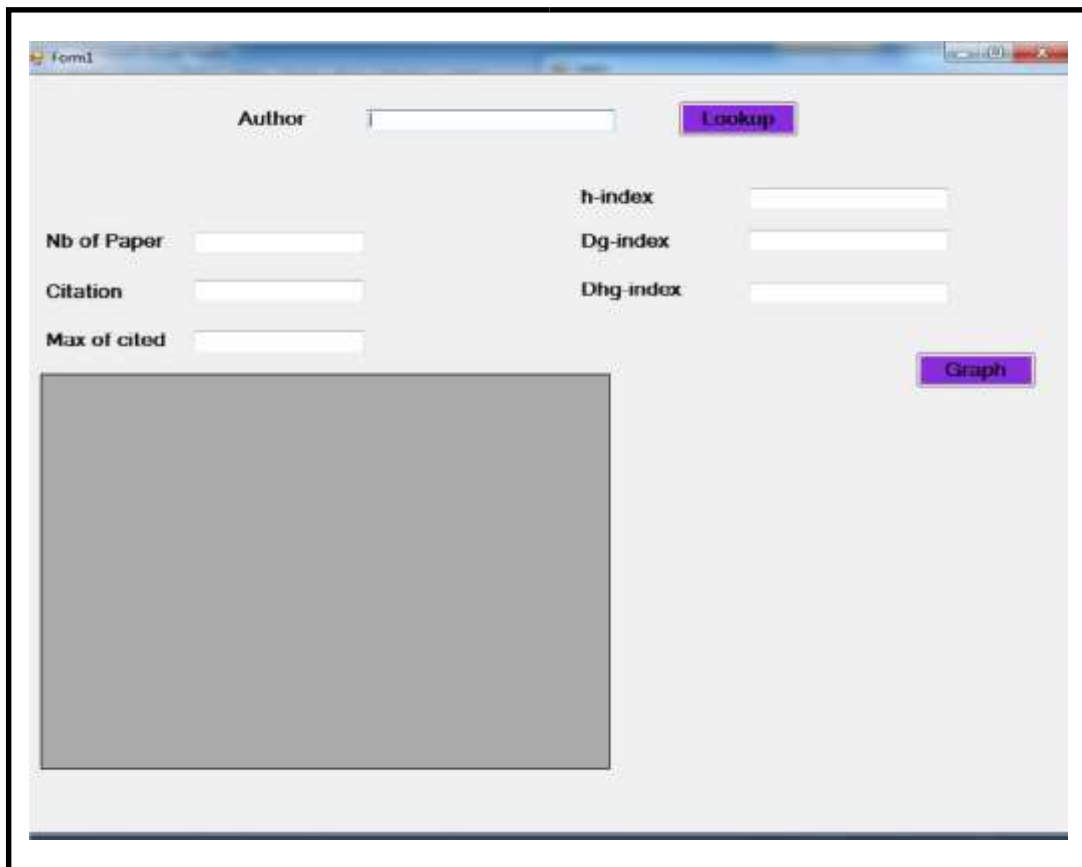 Form1
Author
Lookup
h-index
Nb of Paper
Dg-index
Citation
Dhg-index
Max of cited
Graph